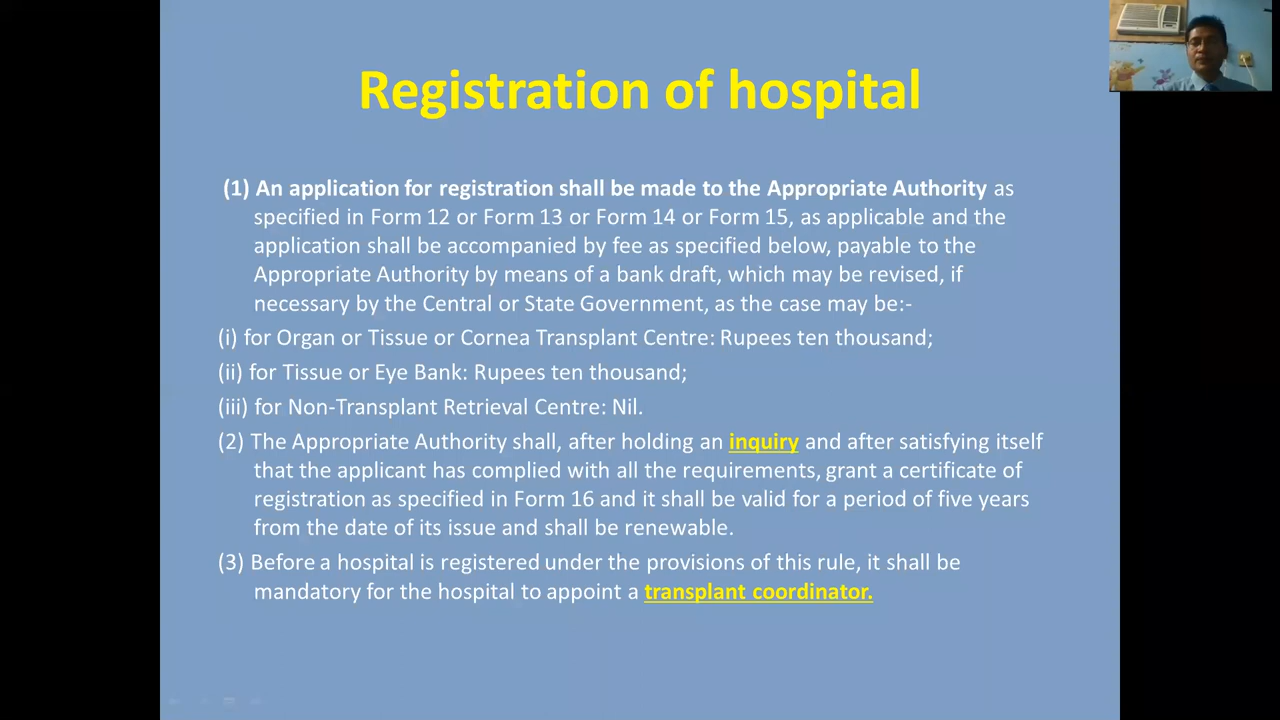 Registration of hospital
(1) An application for registration shall be made to the Appropriate Authority as
specified in Form 12 or Form 13 or Form 14 or Form 15, as applicable and the
application shall be accompanied by fee as specified below, payable to the
Appropriate Authority by means of a bank draft, which may be revised, if
necessary by the Central or State Government, as the case may be:-
(i) for Organ or Tissue or Cornea Transplant Centre: Rupees ten thousand;
(ii) for Tissue or Eye Bank: Rupees ten thousand;
(iii) for Non-Transplant Retrieval Centre: Nil.
(2) The Appropriate Authority shall, after holding an inquiry and after satisfying itself
that the applicant has complied with all the requirements, grant a certificate of
registration as specified in Form 16 and it shall be valid for a period of five years
from the date of its issue and shall be renewable.
(3) Before a hospital is registered under the provisions of this rule, it shall be
mandatory for the hospital to appoint a transplant coordinator.